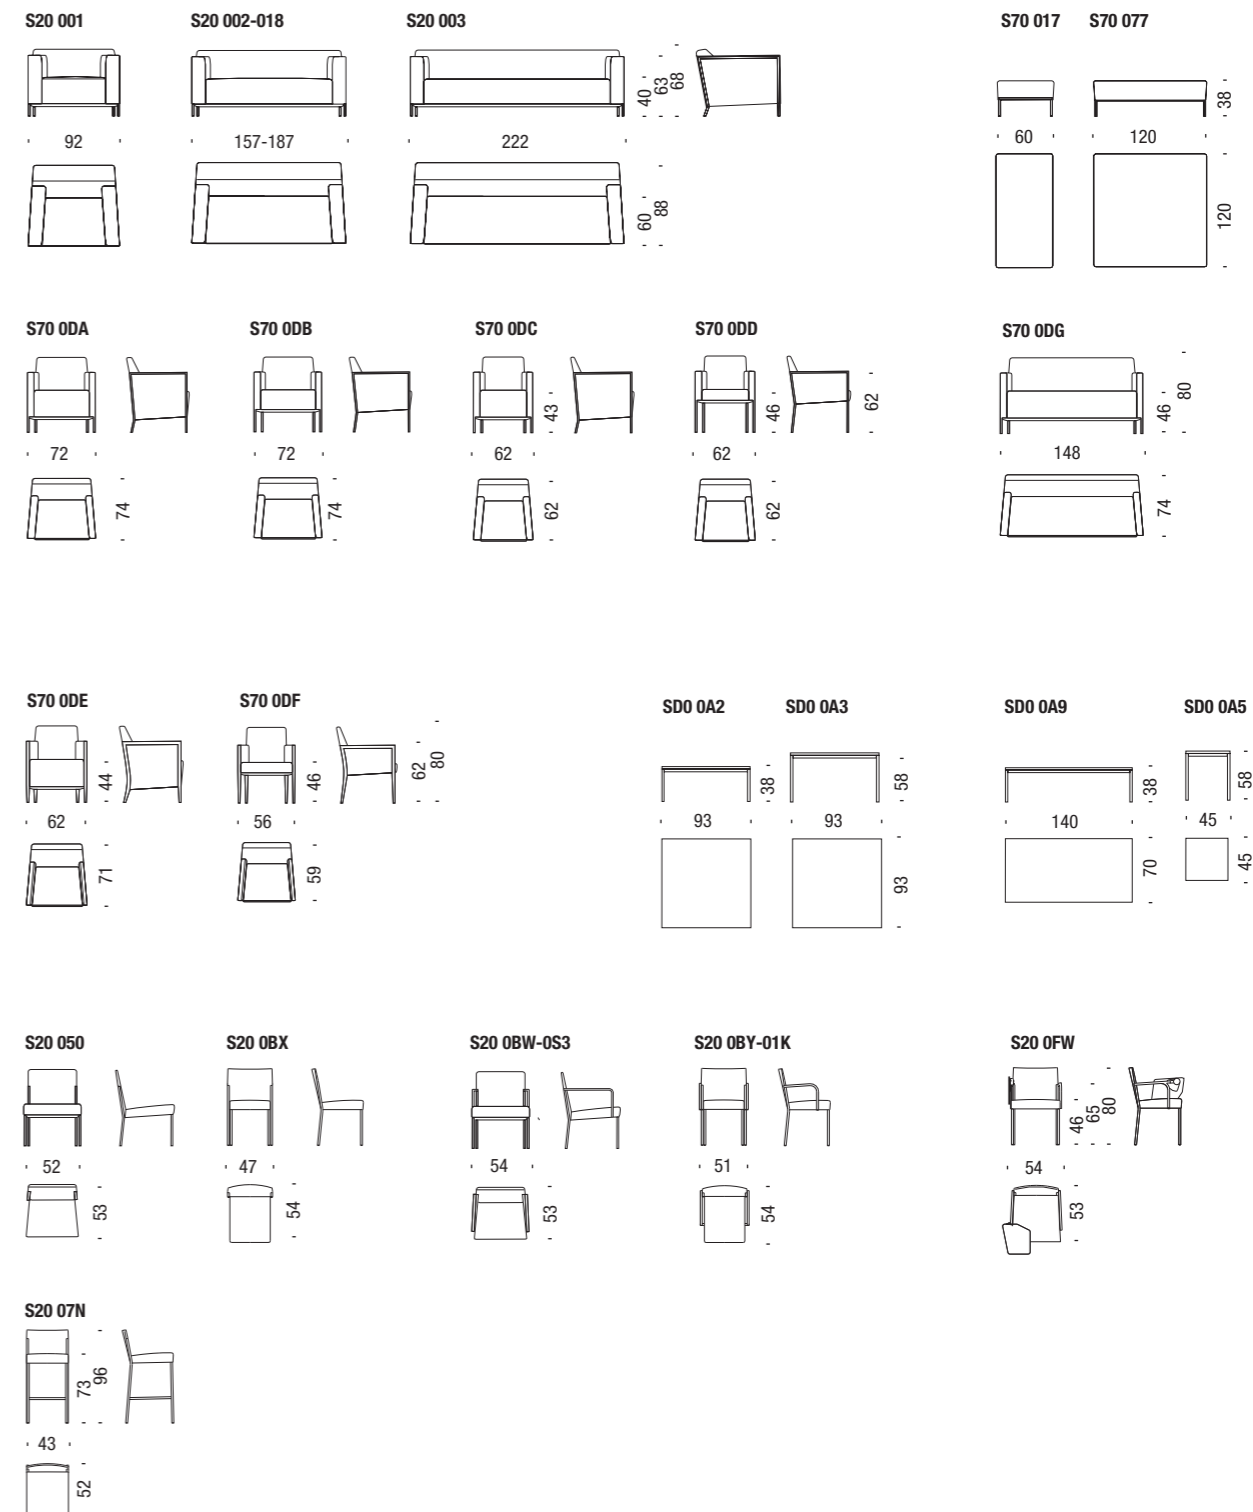 S20 001 S20 002-018 S20 003 S70 017 S70 077
40 63 68
38
92 157-187 222 60 120
60 88
120
S70 0DA S70 0DB S70 0DC S70 0DD S70 0DG
43 46 62 46 80
72 72 62 62 148
74 74 62 62 74
S70 0DE S70 0DF SD0 0A2 SD0 0A3 SD0 0A9 SD0 0A5
44 46 62 80 38 58 38 58
62 56 93 93 140 45
71 59 93 70 45
S20 050 S20 0BX S20 0BW-0S3 S20 0BY-01K S20 0FW
46 65 80
52 47 54 51 54
53 54 53 54 53
S20 07N
73 96
43
52